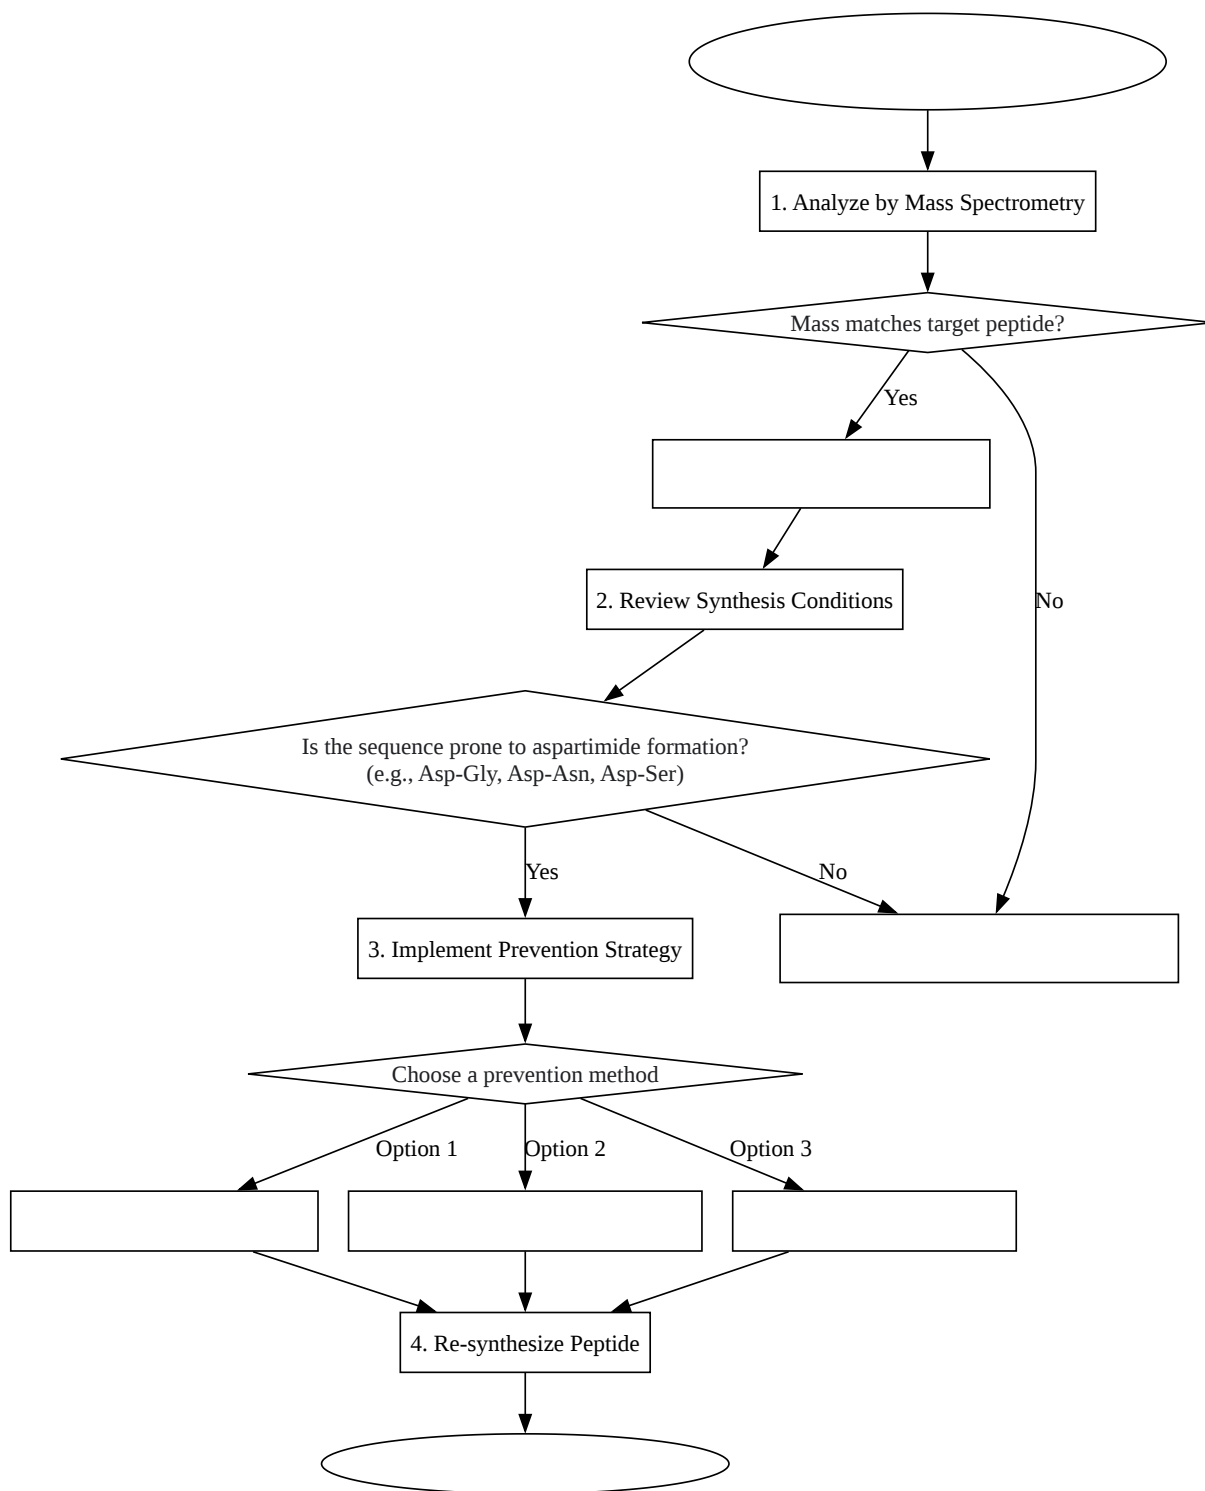 1. Analyze by Mass Spectrometry
Mass matches target peptide?
Yes
2. Review Synthesis Conditions
No
Is the sequence prone to aspartimide formation?
(e.g., Asp-Gly, Asp-Asn, Asp-Ser)
Yes
No
3. Implement Prevention Strategy
Choose a prevention method
Option 1
Option 2
Option 3
4. Re-synthesize Peptide